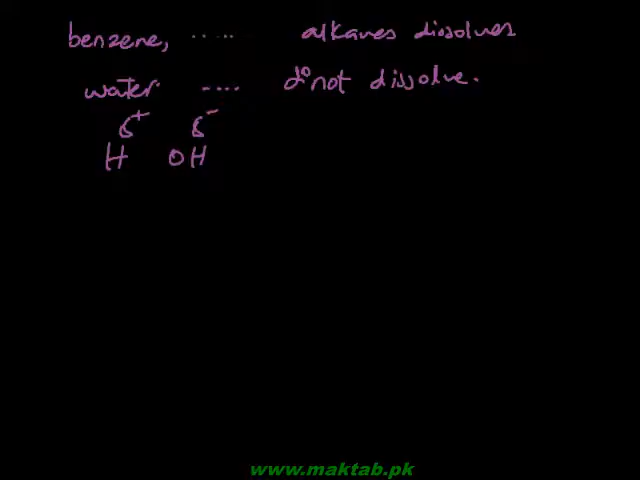 benzene, ..... alkanes dissolves
water .... do not dissolve.
δ+ δ-
H OH
www.maktab.pk